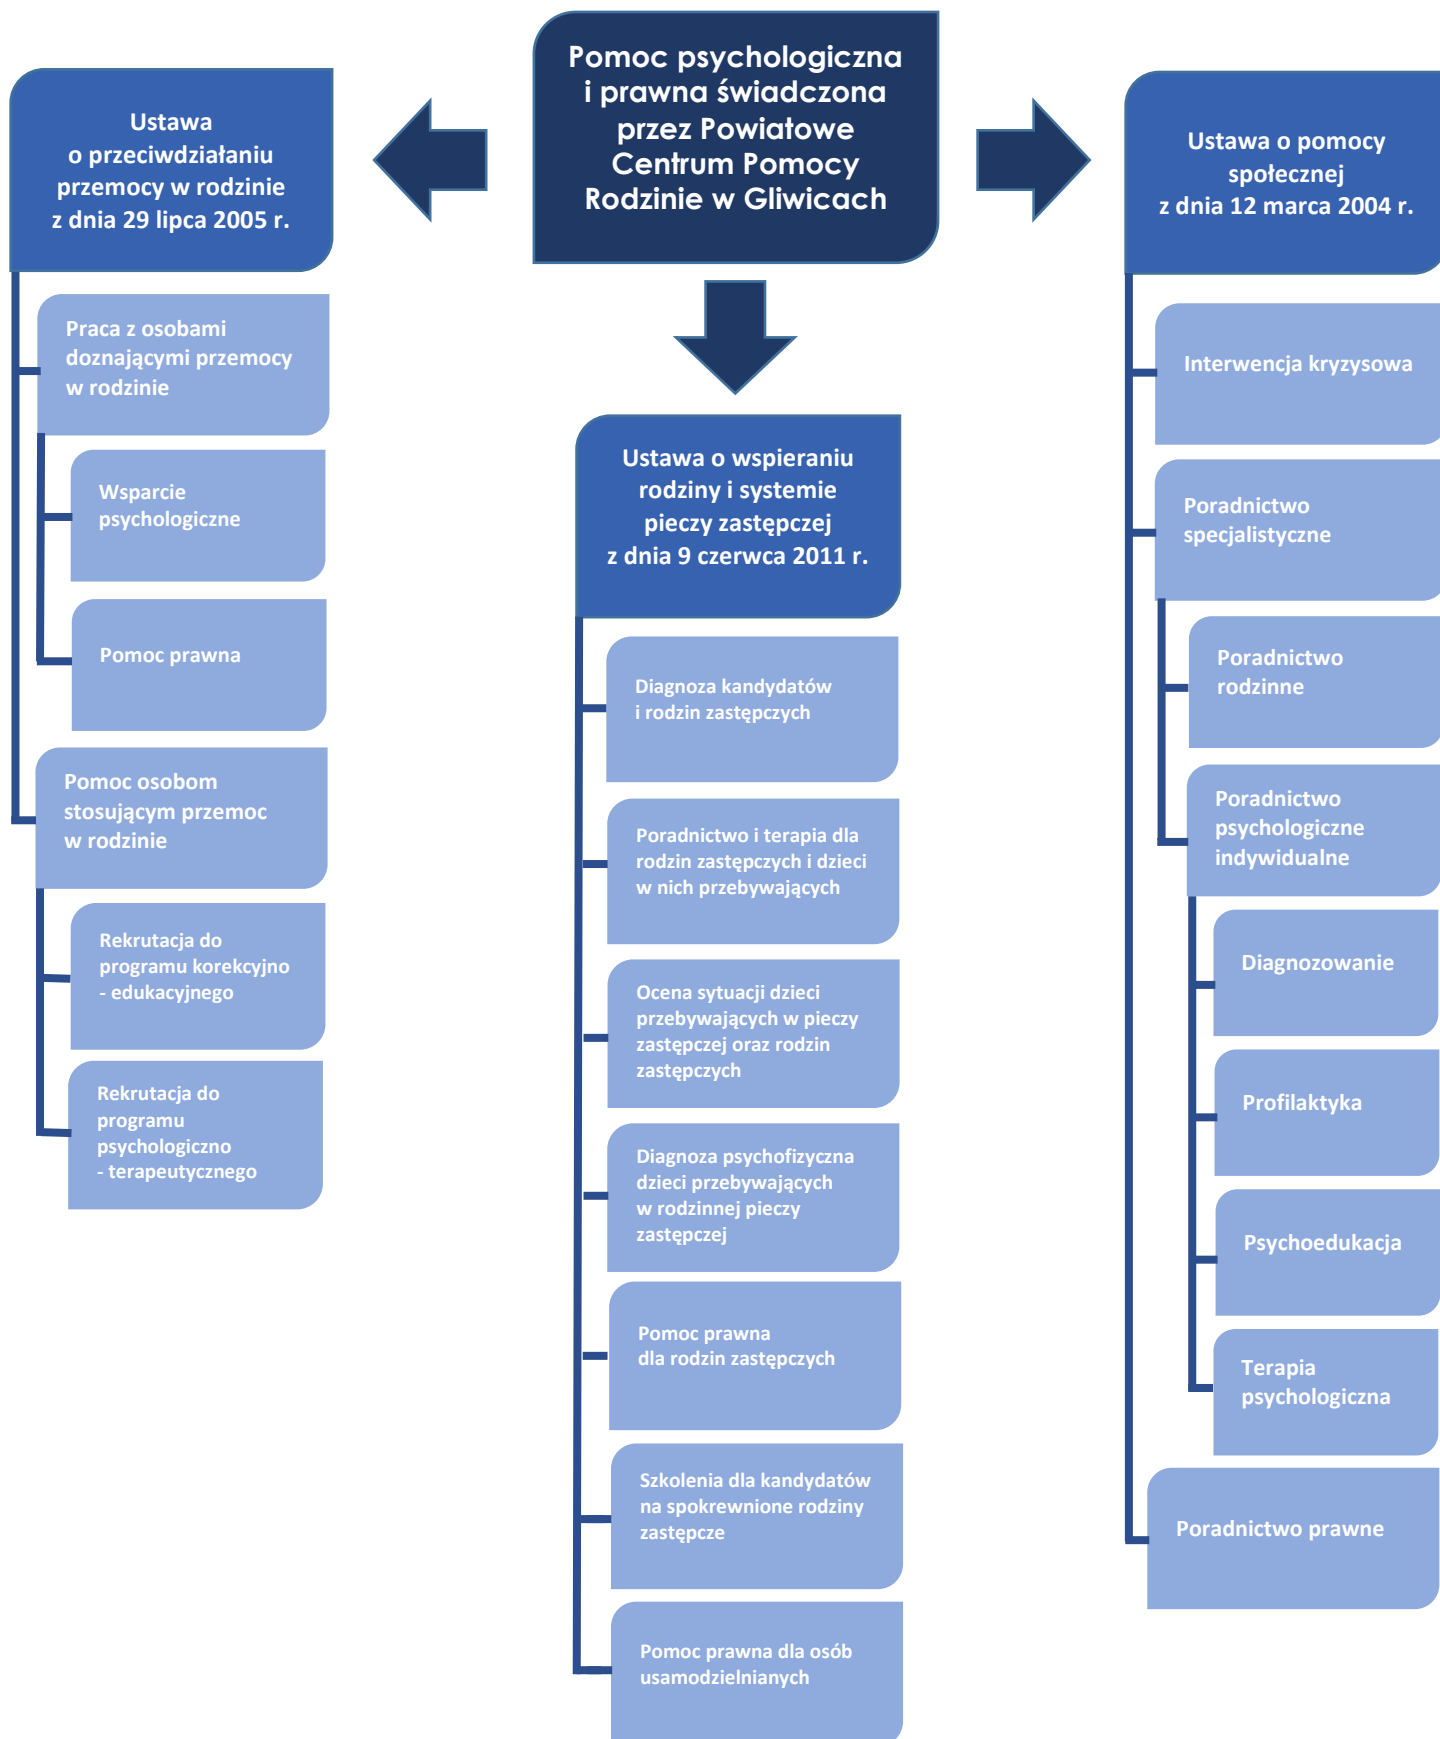 Pomoc psychologiczna
i prawna świadczona
przez Powiatowe
Centrum Pomocy
Rodzinie w Gliwicach
Ustawa
o przeciwdziałaniu
przemocy w rodzinie
z dnia 29 lipca 2005 r.
Praca z osobami
doznającymi przemocy
w rodzinie
Wsparcie
psychologiczne
Pomoc prawna
Pomoc osobom
stosującym przemoc
w rodzinie
Rekrutacja do
programu korekcyjno
- edukacyjnego
Rekrutacja do
programu
psychologiczno
- terapeutycznego
Ustawa o wspieraniu
rodziny i systemie
pieczy zastępczej
z dnia 9 czerwca 2011 r.
Diagnoza kandydatów
i rodzin zastępczych
Poradnictwo i terapia dla
rodzin zastępczych i dzieci
w nich przebywających
Ocena sytuacji dzieci
przebywających w pieczy
zastępczej oraz rodzin
zastępczych
Diagnoza psychofizyczna
dzieci przebywających
w rodzinnej pieczy
zastępczej
Pomoc prawna
dla rodzin zastępczych
Szkolenia dla kandydatów
na spokrewnione rodziny
zastępcze
Pomoc prawna dla osób
usamodzielnianych
Ustawa o pomocy
społecznej
z dnia 12 marca 2004 r.
Interwencja kryzysowa
Poradnictwo
specjalistyczne
Poradnictwo
rodzinne
Poradnictwo
psychologiczne
indywidualne
Diagnozowanie
Profilaktyka
Psychoedukacja
Terapia
psychologiczna
Poradnictwo prawne